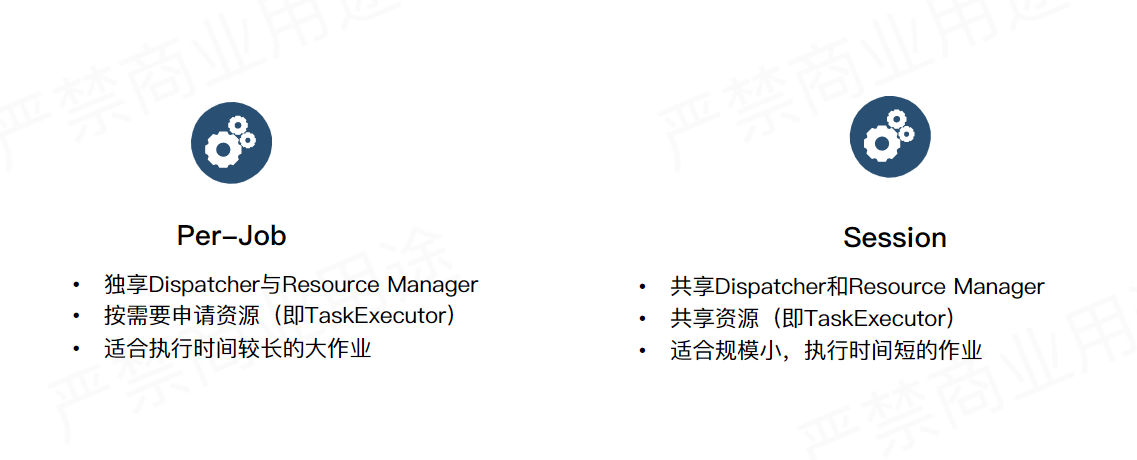 严禁商业用途
严禁商业用途
Per-Job
• 独享Dispatcher与Resource Manager
• 按需要申请资源（即TaskExecutor）
• 适合执行时间较长的大作业
Session
• 共享Dispatcher和Resource Manager
• 共享资源（即TaskExecutor）
• 适合规模小，执行时间短的作业
严禁商业用途
严禁商业用途